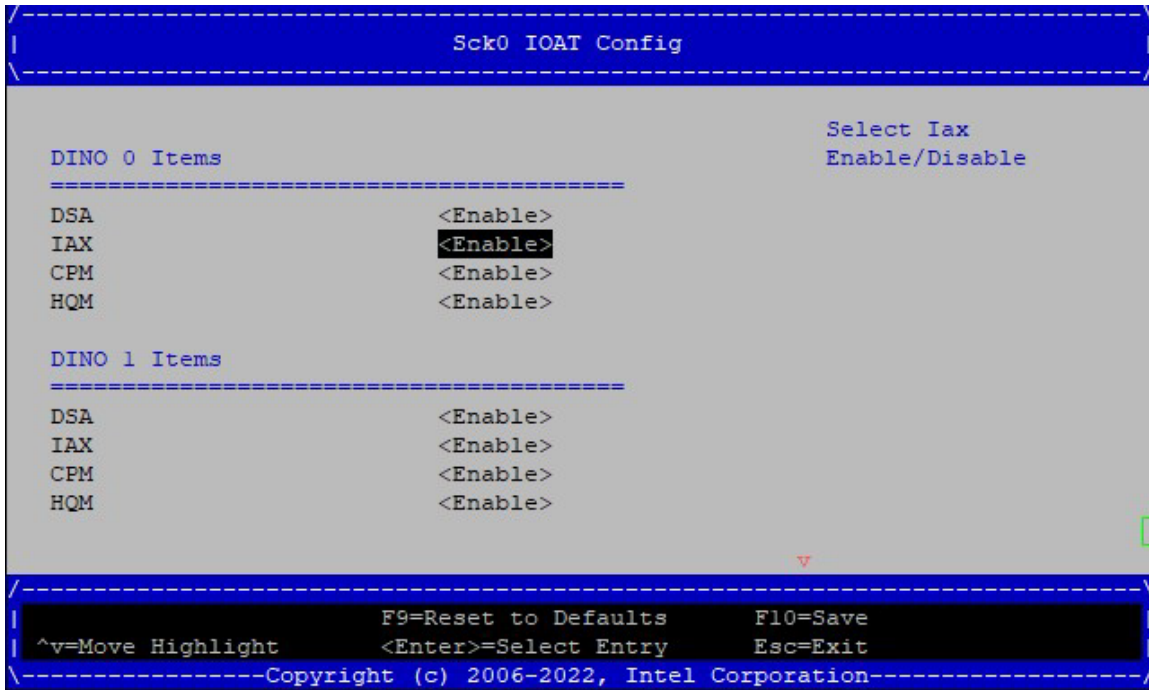 /------------------------------------------------------------------------------\
| Sck0 IOAT Config |
\------------------------------------------------------------------------------/
Select Iax
DINO 0 Items Enable/Disable
========================================
DSA <Enable>
IAX <Enable>
CPM <Enable>
HQM <Enable>
DINO 1 Items
========================================
DSA <Enable>
IAX <Enable>
CPM <Enable>
HQM <Enable>
/------------------------------------------------------------------------------\
| F9=Reset to Defaults F10=Save |
| ^v=Move Highlight <Enter>=Select Entry Esc=Exit |
\-----------------Copyright (c) 2006-2022, Intel Corporation-------------------/